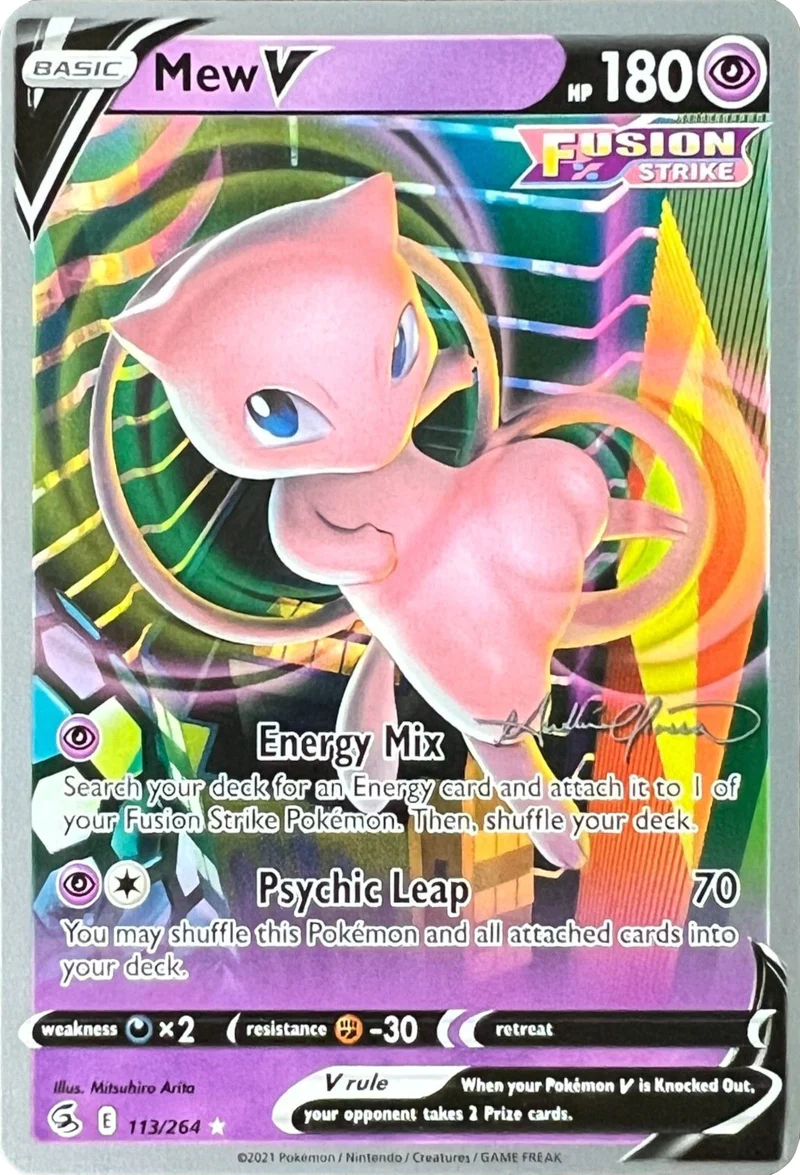 BASIC
Mew V
HP 180
FUSION
STRIKE
Energy Mix
Search your deck for an Energy card and attach it to 1 of
your Fusion Strike Pokémon. Then, shuffle your deck.
Psychic Leap 70
You may shuffle this Pokémon and all attached cards into
your deck.
weakness ×2 resistance -30 retreat
Illus. Mitsuhiro Arita
V rule When your Pokémon V is Knocked Out,
your opponent takes 2 Prize cards.
E 113/264
©2021 Pokémon / Nintendo / Creatures / GAME FREAK